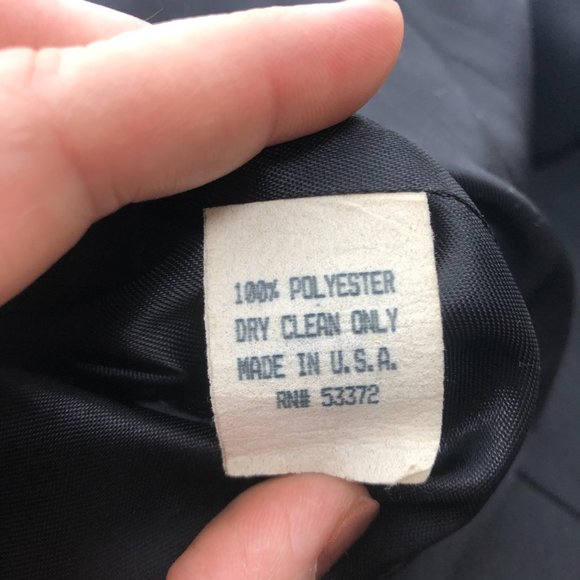 100% POLYESTER
DRY CLEAN ONLY
MADE IN U.S.A.
RN# 53372